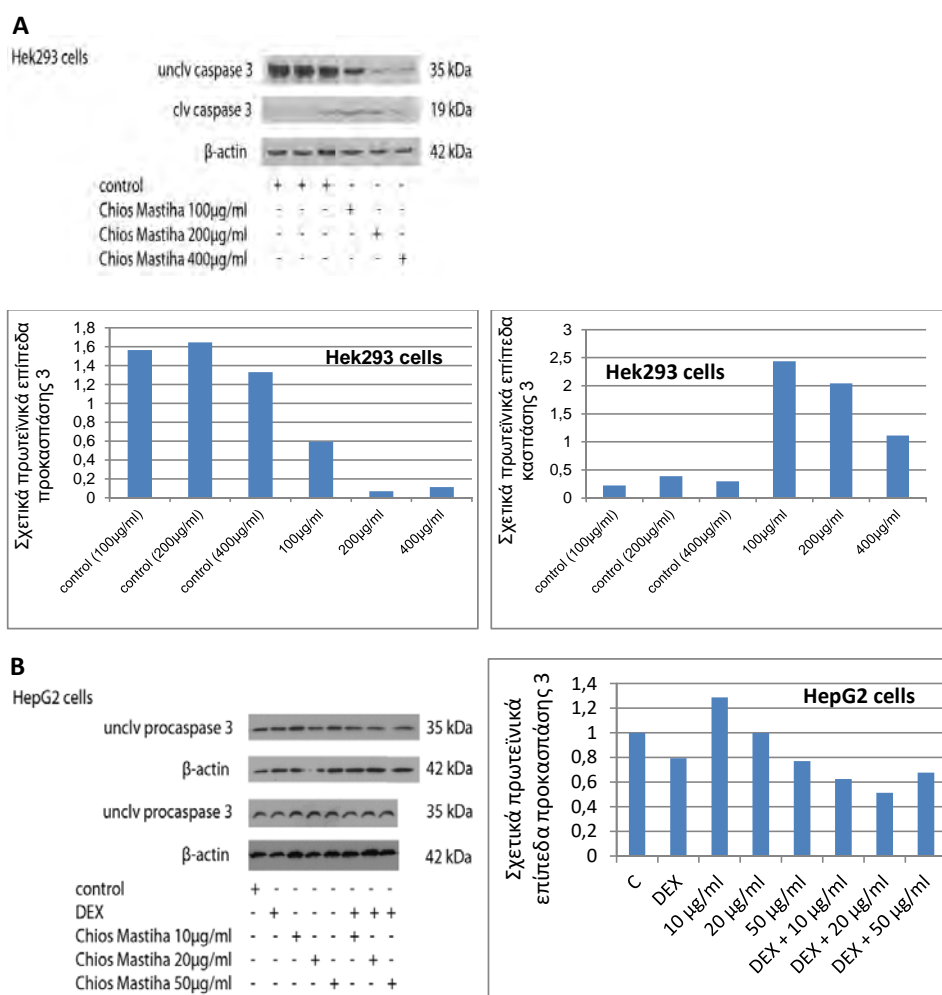 A
Hek293 cells
unclv caspase 3 35 kDa
clv caspase 3 19 kDa
β-actin 42 kDa
control + + + - - -
Chios Mastiha 100μg/ml - - - + - -
Chios Mastiha 200μg/ml - - - - + -
Chios Mastiha 400μg/ml - - - - - +
Σχετικά πρωτεϊνικά επίπεδα
προκασπάσης 3
1,8
1,6
1,4
1,2
1
0,8
0,6
0,4
0,2
0
Hek293 cells
control (100μg/ml)
control (200μg/ml)
control (400μg/ml)
100μg/ml
200μg/ml
400μg/ml
Σχετικά πρωτεϊνικά επίπεδα
κασπάσης 3
3
2,5
2
1,5
1
0,5
0
Hek293 cells
control (100μg/ml)
control (200μg/ml)
control (400μg/ml)
100μg/ml
200μg/ml
400μg/ml
B
HepG2 cells
unclv procaspase 3 35 kDa
β-actin 42 kDa
unclv procaspase 3 35 kDa
β-actin 42 kDa
control + - - - - - - -
DEX - + - - - + + +
Chios Mastiha 10μg/ml - - + - - + - -
Chios Mastiha 20μg/ml - - - + - - + -
Chios Mastiha 50μg/ml - - - - + - - +
Σχετικά πρωτεϊνικά
επίπεδα προκασπάσης 3
1,4
1,2
1
0,8
0,6
0,4
0,2
0
HepG2 cells
C
DEX
10 μg/ml
20 μg/ml
50 μg/ml
DEX + 10 μg/ml
DEX + 20 μg/ml
DEX + 50 μg/ml